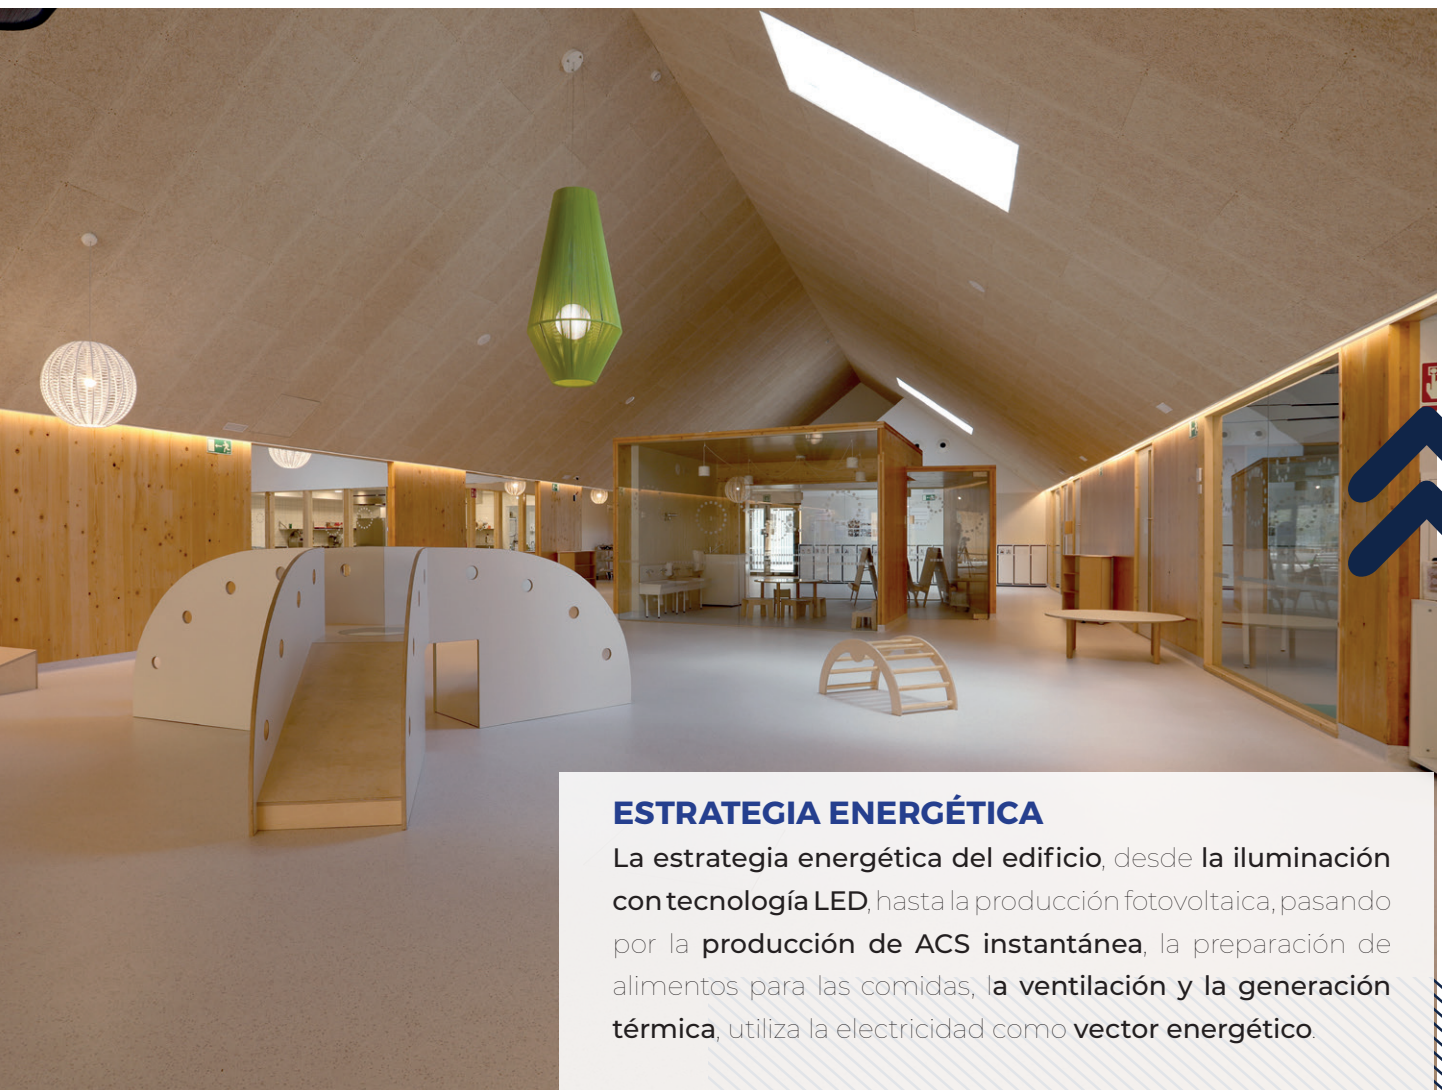 ESTRATEGIA ENERGÉTICA
La estrategia energética del edificio, desde la iluminación
con tecnología LED, hasta la producción fotovoltaica, pasando
por la producción de ACS instantánea, la preparación de
alimentos para las comidas, la ventilación y la generación
térmica, utiliza la electricidad como vector energético.